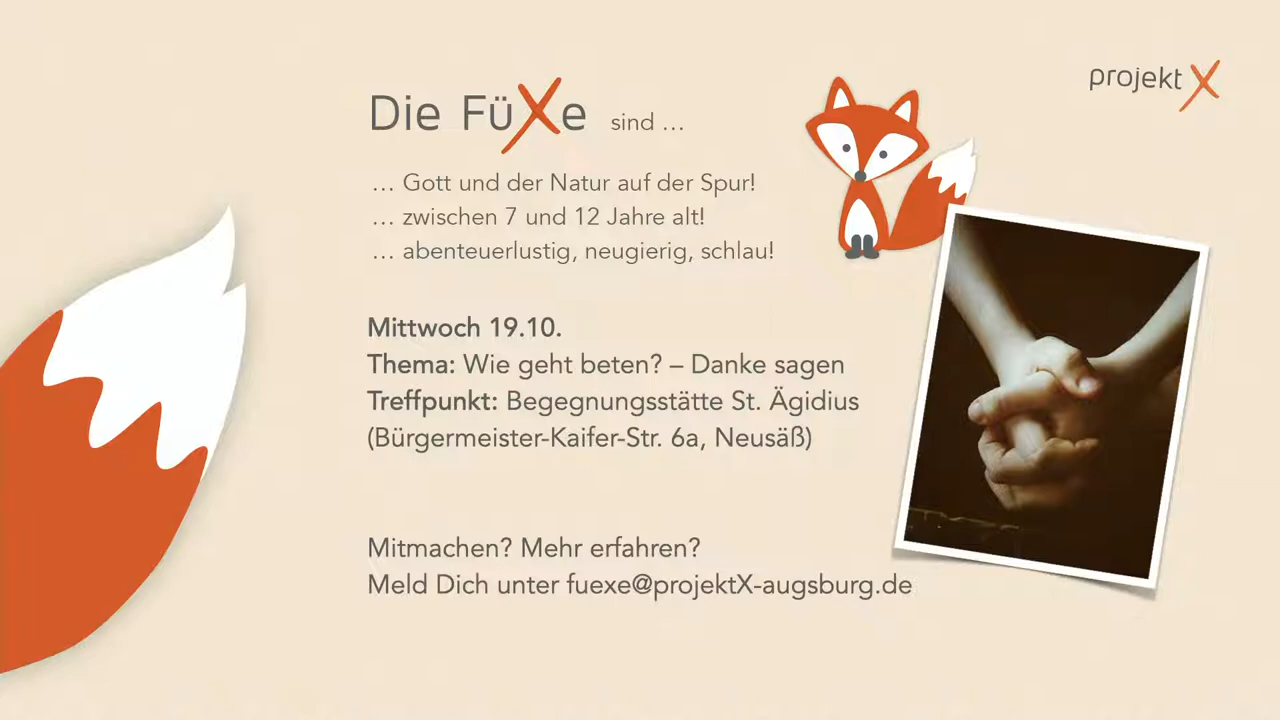 Die FüXe sind ...
projekt X
... Gott und der Natur auf der Spur!
... zwischen 7 und 12 Jahre alt!
... abenteuerlustig, neugierig, schlau!
Mittwoch 19.10.
Thema: Wie geht beten? – Danke sagen
Treffpunkt: Begegnungsstätte St. Ägidius
(Bürgermeister-Kaifer-Str. 6a, Neusäß)
Mitmachen? Mehr erfahren?
Meld Dich unter fuexe@projektX-augsburg.de